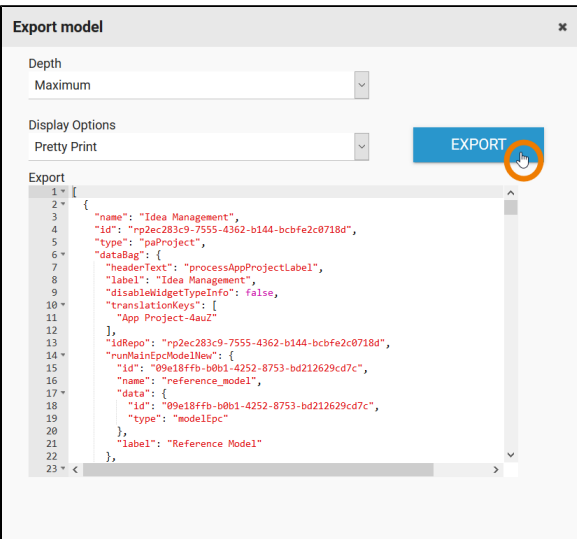 Export model
Depth
Maximum
Display Options
Pretty Print
EXPORT
Export
1 [
2 {
3 "name": "Idea Management",
4 "id": "rp2ec283c9-7555-4362-b144-bcbfe2c0718d",
5 "type": "paProject",
6 "dataBag": {
7 "headerText": "processAppProjectLabel",
8 "label": "Idea Management",
9 "disableWidgetTypeInfo": false,
10 "translationKeys": [
11 "App Project-4auZ"
12 ],
13 "idRepo": "rp2ec283c9-7555-4362-b144-bcbfe2c0718d",
14 "runMainEpcModelNew": {
15 "id": "09e18ffb-b0b1-4252-8753-bd212629cd7c",
16 "name": "reference_model",
17 "data": {
18 "id": "09e18ffb-b0b1-4252-8753-bd212629cd7c",
19 "type": "modelEpc"
20 },
21 "label": "Reference Model"
22 },
23